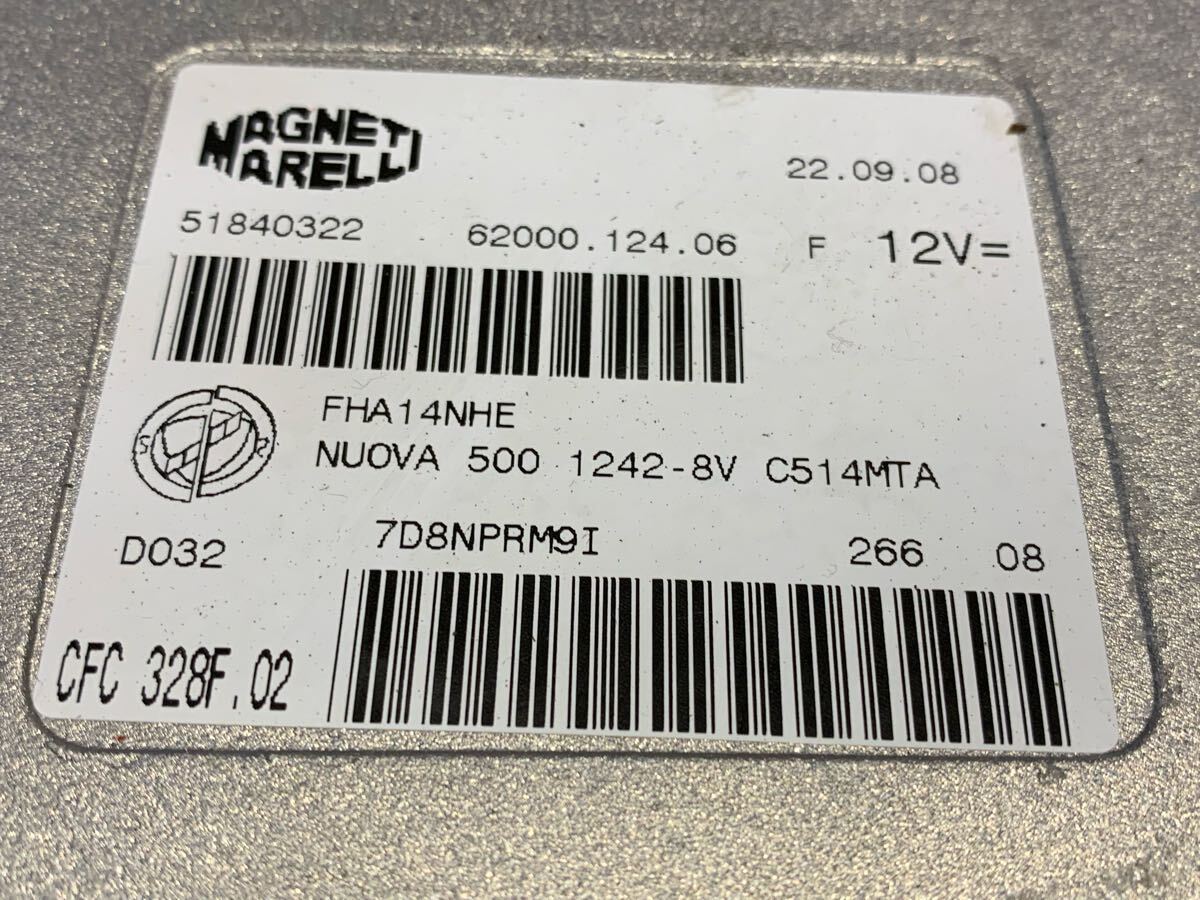 MAGNETI
MARELLI
22.09.08
51840322 62000.124.06 F 12V=
FHA14NHE
NUOVA 500 1242-8V C514MTA
7D8NPRM9I
D032 266 08
CFC 328F.02